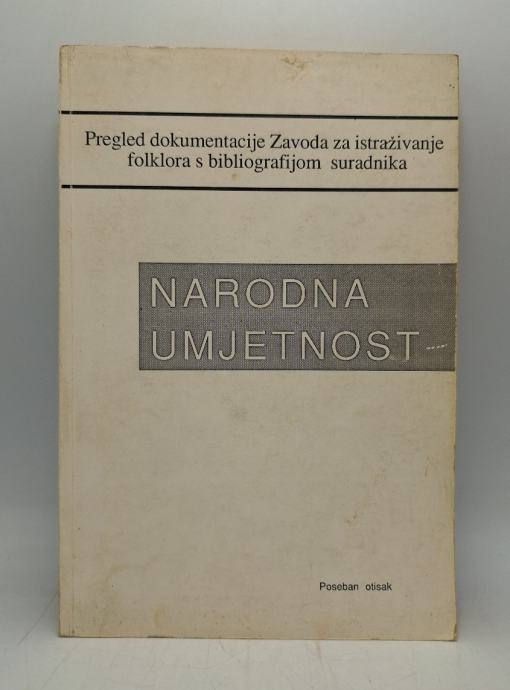 Pregled dokumentacije Zavoda za istraživanje
folklora s bibliografijom suradnika
NARODNA
UMJETNOST
Poseban otisak